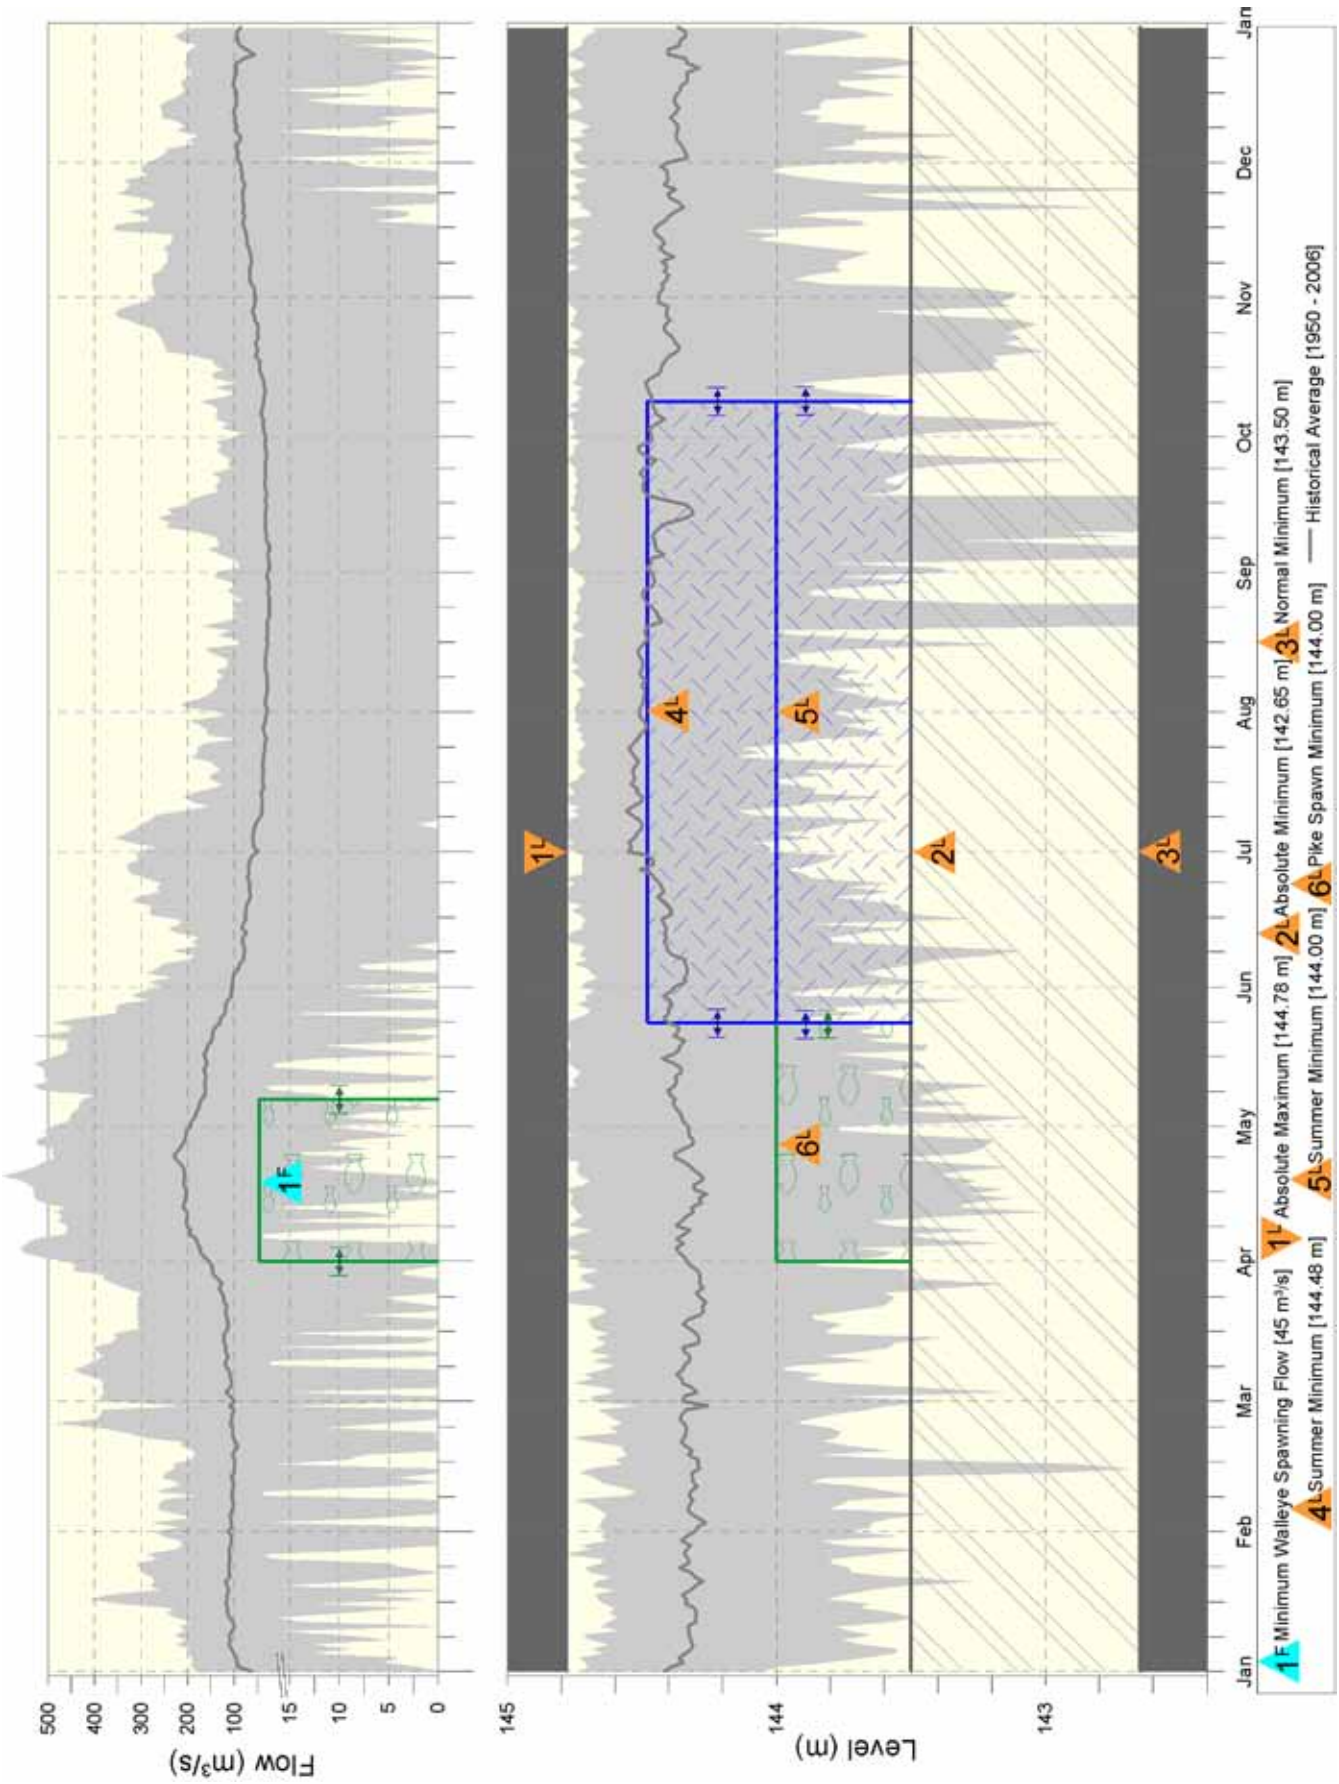 Flow (m³/s)
500
400
300
200
100
15
10
5
0
1F
Level (m)
145
144
143
1L
4L
5L
6L
2L
3L
Jan Feb Mar Apr May Jun Jul Aug Sep Oct Nov Dec Jan
1F Minimum Walleye Spawning Flow [45 m³/s] 1L Absolute Maximum [144.78 m] 2L Absolute Minimum [142.65 m] 3L Normal Minimum [143.50 m]
4L Summer Minimum [144.48 m] 5L Summer Minimum [144.00 m] 6L Pike Spawn Minimum [144.00 m] Historical Average [1950 - 2006]